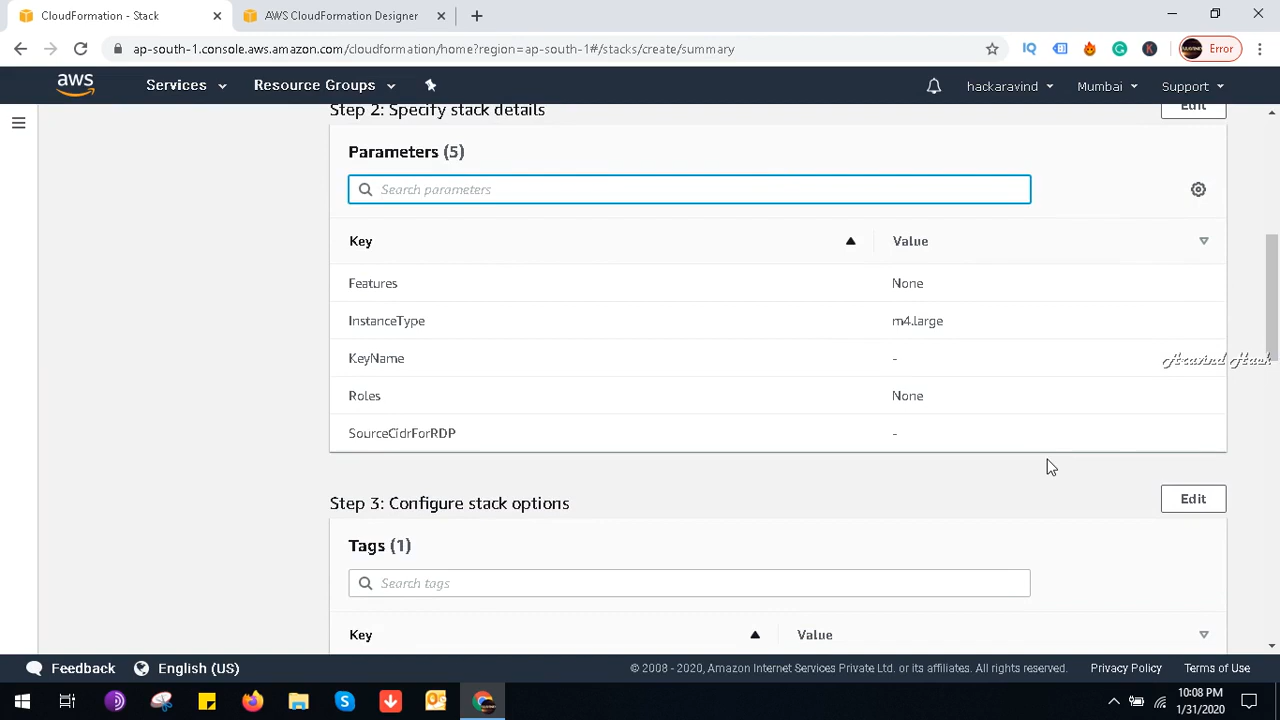 CloudFormation - Stack
AWS CloudFormation Designer
ap-south-1.console.aws.amazon.com/cloudformation/home?region=ap-south-1#/stacks/create/summary
IQ
K
Error
aws
Services
Resource Groups
hackaravind
Mumbai
Support
Step 2: Specify stack details
Edit
Parameters (5)
Search parameters
Key
Value
Features
None
InstanceType
m4.large
KeyName
-
Aravind Hack
Roles
None
SourceCidrForRDP
-
Step 3: Configure stack options
Edit
Tags (1)
Search tags
Key
Value
Feedback
English (US)
© 2008 - 2020, Amazon Internet Services Private Ltd. or its affiliates. All rights reserved.
Privacy Policy
Terms of Use
10:08 PM
1/31/2020